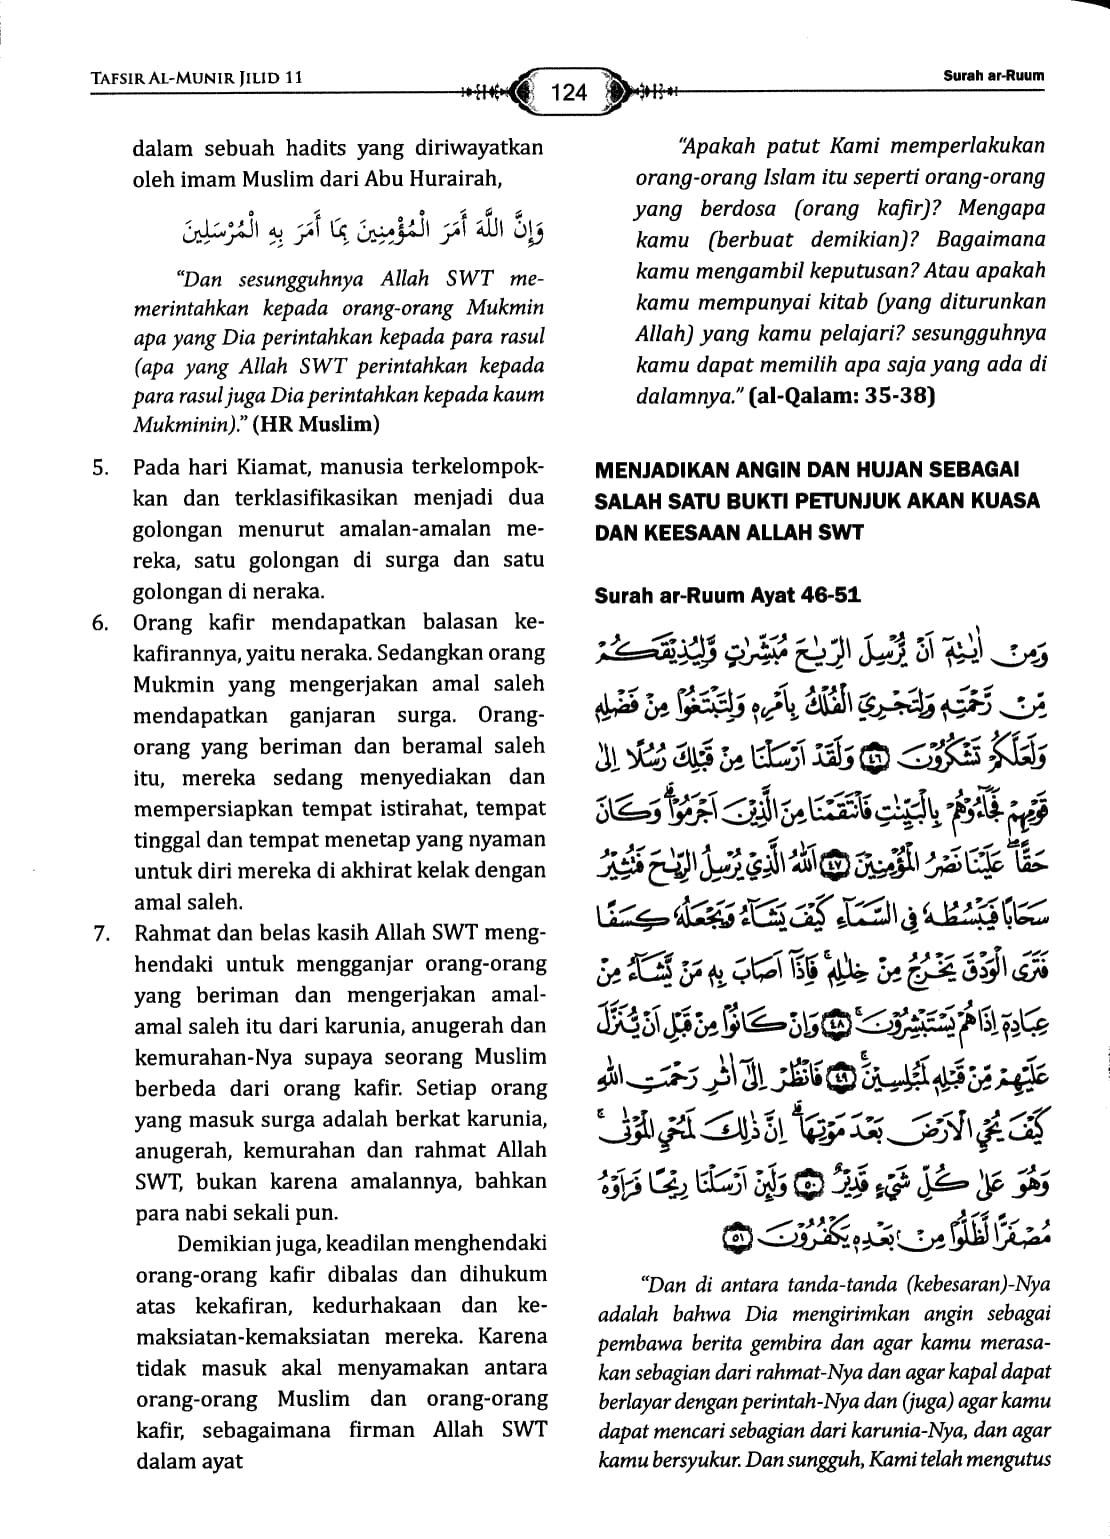 TAFSIR AL-MUNIR JILID 11
124
Surah ar-Ruum
dalam sebuah hadits yang diriwayatkan
oleh imam Muslim dari Abu Hurairah,
وَإِنَّ اللَّهَ أَمَرَ الْمُؤْمِنِينَ بِمَا أَمَرَ بِهِ الْمُرْسَلِينَ
“Dan sesungguhnya Allah SWT me-
merintahkan kepada orang-orang Mukmin
apa yang Dia perintahkan kepada para rasul
(apa yang Allah SWT perintahkan kepada
para rasul juga Dia perintahkan kepada kaum
Mukminin).” (HR Muslim)
5. Pada hari Kiamat, manusia terkelompok-
kan dan terklasifikasikan menjadi dua
golongan menurut amalan-amalan me-
reka, satu golongan di surga dan satu
golongan di neraka.
6. Orang kafir mendapatkan balasan ke-
kafirannya, yaitu neraka. Sedangkan orang
Mukmin yang mengerjakan amal saleh
mendapatkan ganjaran surga. Orang-
orang yang beriman dan beramal saleh
itu, mereka sedang menyediakan dan
mempersiapkan tempat istirahat, tempat
tinggal dan tempat menetap yang nyaman
untuk diri mereka di akhirat kelak dengan
amal saleh.
7. Rahmat dan belas kasih Allah SWT meng-
hendaki untuk mengganjar orang-orang
yang beriman dan mengerjakan amal-
amal saleh itu dari karunia, anugerah dan
kemurahan-Nya supaya seorang Muslim
berbeda dari orang kafir. Setiap orang
yang masuk surga adalah berkat karunia,
anugerah, kemurahan dan rahmat Allah
SWT, bukan karena amalannya, bahkan
para nabi sekali pun.
Demikian juga, keadilan menghendaki
orang-orang kafir dibalas dan dihukum
atas kekafiran, kedurhakaan dan ke-
maksiatan-kemaksiatan mereka. Karena
tidak masuk akal menyamakan antara
orang-orang Muslim dan orang-orang
kafir, sebagaimana firman Allah SWT
dalam ayat
“Apakah patut Kami memperlakukan
orang-orang Islam itu seperti orang-orang
yang berdosa (orang kafir)? Mengapa
kamu (berbuat demikian)? Bagaimana
kamu mengambil keputusan? Atau apakah
kamu mempunyai kitab (yang diturunkan
Allah) yang kamu pelajari? sesungguhnya
kamu dapat memilih apa saja yang ada di
dalamnya.” (al-Qalam: 35-38)
MENJADIKAN ANGIN DAN HUJAN SEBAGAI
SALAH SATU BUKTI PETUNJUK AKAN KUASA
DAN KEESAAN ALLAH SWT
Surah ar-Ruum Ayat 46-51
وَمِنْ اٰيٰتِهٖٓ اَنْ يُّرْسِلَ الرِّيٰحَ مُبَشِّرٰتٍ وَّلِيُذِيْقَكُمْ
مِّنْ رَّحْمَتِهٖ وَلِتَجْرِيَ الْفُلْكُ بِاَمْرِهٖ وَلِتَبْتَغُوْا مِنْ فَضْلِهٖ
وَلَعَلَّكُمْ تَشْكُرُوْنَ ٤٦ وَلَقَدْ اَرْسَلْنَا مِنْ قَبْلِكَ رُسُلًا اِلٰى
قَوْمِهِمْ فَجَآءُوْهُمْ بِالْبَيِّنٰتِ فَانْتَقَمْنَا مِنَ الَّذِيْنَ اَجْرَمُوْاۗ وَكَانَ
حَقًّاۖ عَلَيْنَا نَصْرُ الْمُؤْمِنِيْنَ ٤٧ اَللّٰهُ الَّذِيْ يُرْسِلُ الرِّيٰحَ فَتُثِيْرُ
سَحَابًا فَيَبْسُطُهٗ فِى السَّمَآءِ كَيْفَ يَشَآءُ وَيَجْعَلُهٗ كِسَفًا
فَتَرَى الْوَدْقَ يَخْرُجُ مِنْ خِلٰلِهٖۚ فَاِذَآ اَصَابَ بِهٖ مَنْ يَّشَآءُ مِنْ
عِبَادِهٖٓ اِذَا هُمْ يَسْتَبْشِرُوْنَۚ ٤٨ وَاِنْ كَانُوْا مِنْ قَبْلِ اَنْ يُّنَزَّلَ
عَلَيْهِمْ مِّنْ قَبْلِهٖ لَمُبْلِسِيْنَۚ ٤٩ فَانْظُرْ اِلٰٓى اٰثٰرِ رَحْمَتِ اللّٰهِ
كَيْفَ يُحْيِ الْاَرْضَ بَعْدَ مَوْتِهَاۗ اِنَّ ذٰلِكَ لَمُحْيِ الْمَوْتٰىۚ
وَهُوَ عَلٰى كُلِّ شَيْءٍ قَدِيْرٌ ٥٠ وَلَىِٕنْ اَرْسَلْنَا رِيْحًا فَرَاَوْهُ
مُصْفَرًّا لَّظَلُّوْا مِنْۢ بَعْدِهٖ يَكْفُرُوْنَ ٥١
“Dan di antara tanda-tanda (kebesaran)-Nya
adalah bahwa Dia mengirimkan angin sebagai
pembawa berita gembira dan agar kamu merasa-
kan sebagian dari rahmat-Nya dan agar kapal dapat
berlayar dengan perintah-Nya dan (juga) agar kamu
dapat mencari sebagian dari karunia-Nya, dan agar
kamu bersyukur. Dan sungguh, Kami telah mengutus